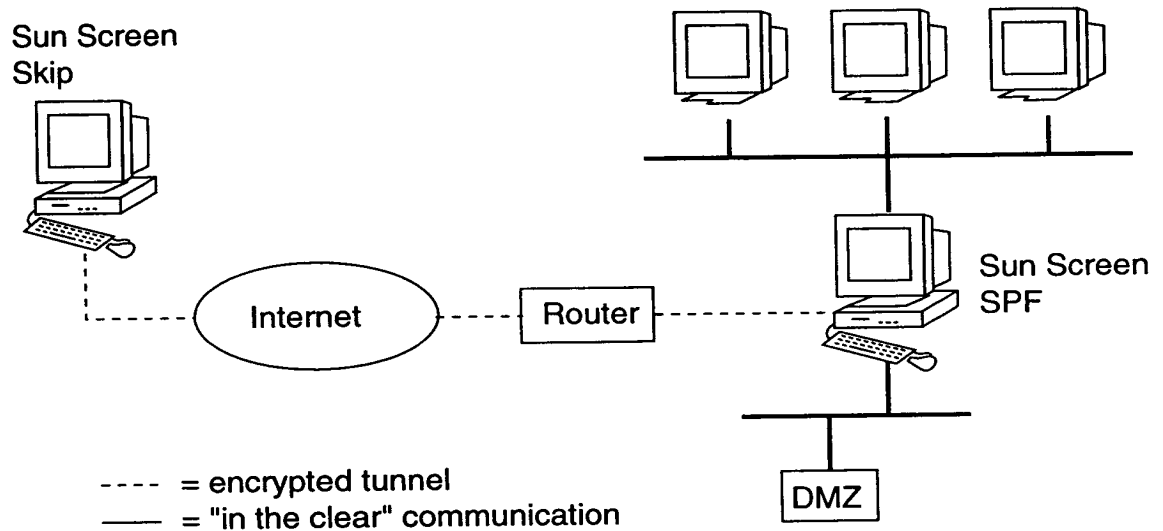 Sun Screen
Skip
Internet
Router
Sun Screen
SPF
DMZ
---- = encrypted tunnel
—— = "in the clear" communication